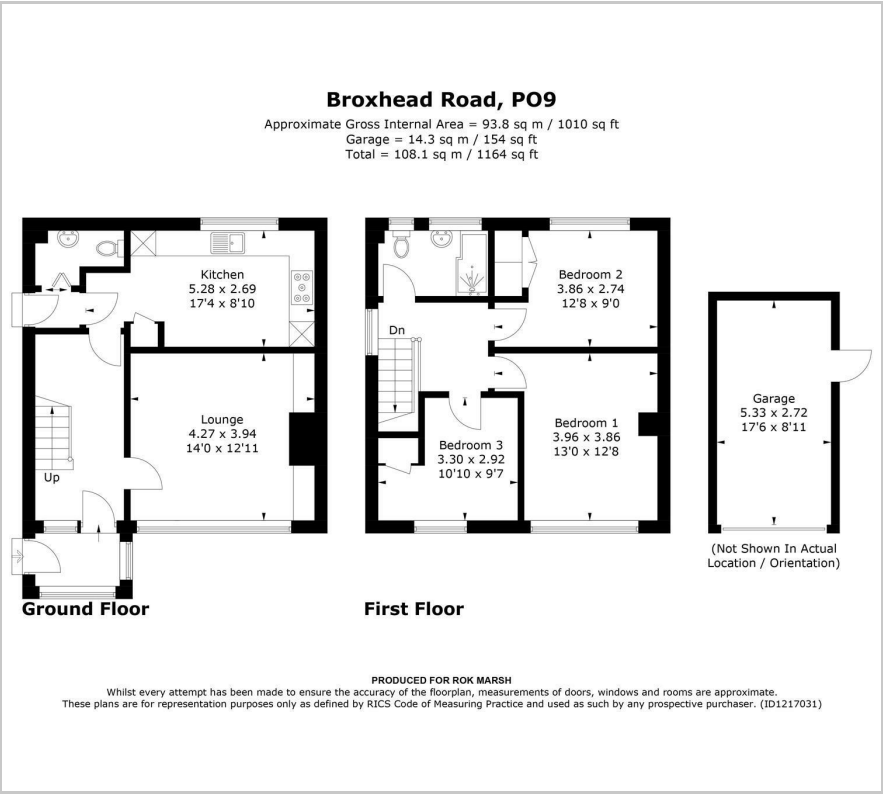 Broxhead Road, PO9
Approximate Gross Internal Area = 93.8 sq m / 1010 sq ft
Garage = 14.3 sq m / 154 sq ft
Total = 108.1 sq m / 1164 sq ft
Kitchen
5.28 x 2.69
17'4 x 8'10
Lounge
4.27 x 3.94
14'0 x 12'11
Up
Ground Floor
Dn
Bedroom 2
3.86 x 2.74
12'8 x 9'0
Bedroom 1
3.96 x 3.86
13'0 x 12'8
Bedroom 3
3.30 x 2.92
10'10 x 9'7
First Floor
Garage
5.33 x 2.72
17'6 x 8'11
(Not Shown In Actual
Location / Orientation)
PRODUCED FOR ROK MARSH
Whilst every attempt has been made to ensure the accuracy of the floorplan, measurements of doors, windows and rooms are approximate.
These plans are for representation purposes only as defined by RICS Code of Measuring Practice and used as such by any prospective purchaser. (ID1217031)